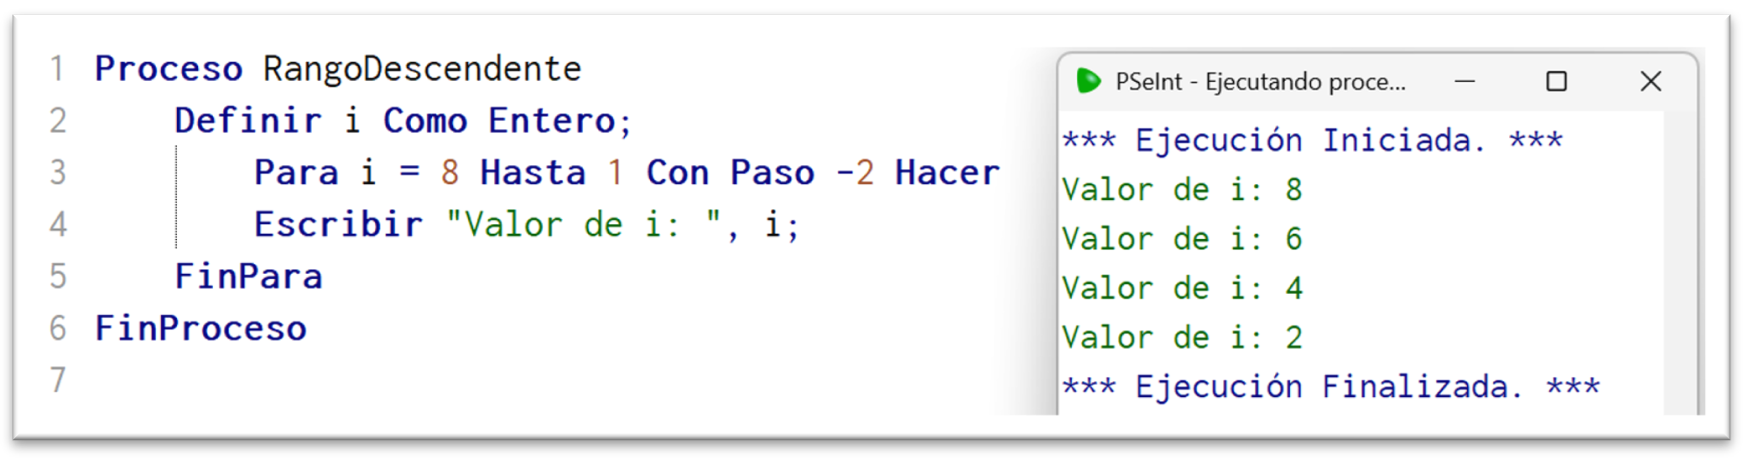 1 Proceso RangoDescendente
2 Definir i Como Entero;
3 Para i = 8 Hasta 1 Con Paso -2 Hacer
4 Escribir "Valor de i: ", i;
5 FinPara
6 FinProceso
7
PSeInt - Ejecutando proce...
*** Ejecución Iniciada. ***
Valor de i: 8
Valor de i: 6
Valor de i: 4
Valor de i: 2
*** Ejecución Finalizada. ***